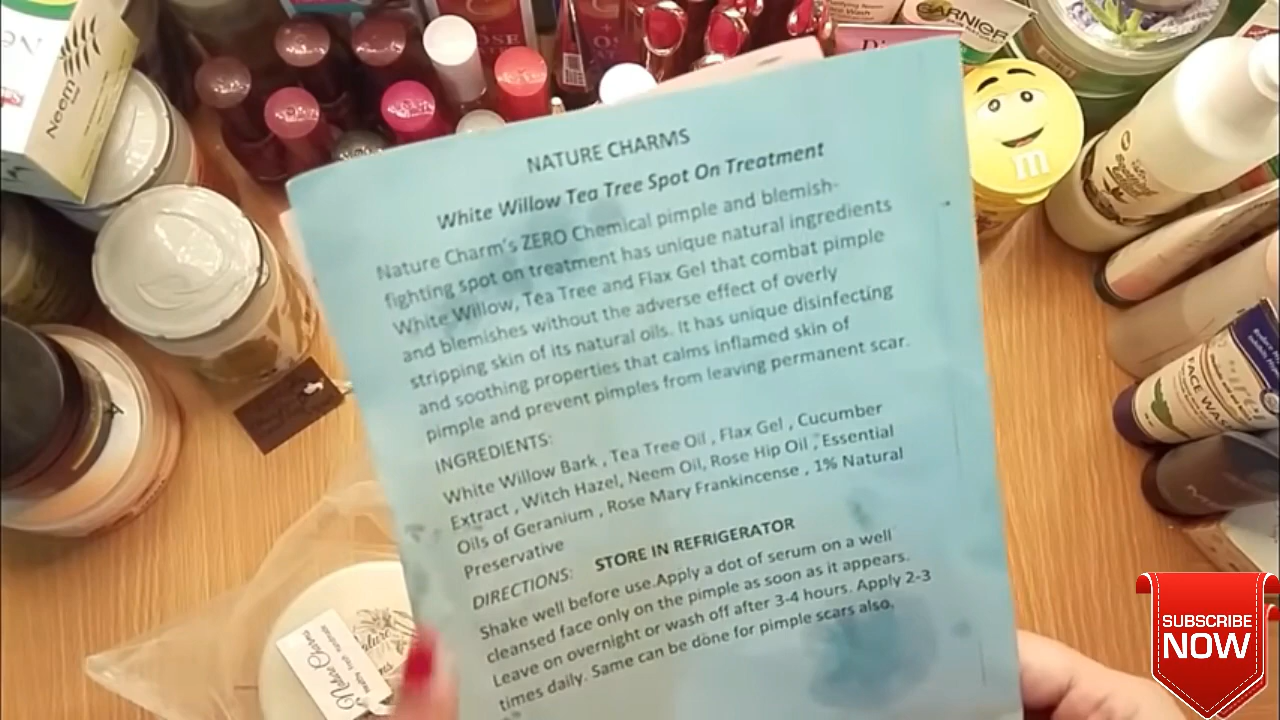 NATURE CHARMS
White Willow Tea Tree Spot On Treatment
Nature Charm's ZERO Chemical pimple and blemish-
fighting spot on treatment has unique natural ingredients
White Willow, Tea Tree and Flax Gel that combat pimple
and blemishes without the adverse effect of overly
stripping skin of its natural oils. It has unique disinfecting
and soothing properties that calms inflamed skin of
pimple and prevent pimples from leaving permanent scar.
INGREDIENTS:
White Willow Bark , Tea Tree Oil , Flax Gel , Cucumber
Extract , Witch Hazel, Neem Oil, Rose Hip Oil , Essential
Oils of Geranium , Rose Mary Frankincense , 1% Natural
Preservative
STORE IN REFRIGERATOR
DIRECTIONS:
Shake well before use.Apply a dot of serum on a well
cleansed face only on the pimple as soon as it appears.
Leave on overnight or wash off after 3-4 hours. Apply 2-3
times daily. Same can be done for pimple scars also.
Neem
GARNIER
m
FACE WASH
Nature Charms
SUBSCRIBE
NOW